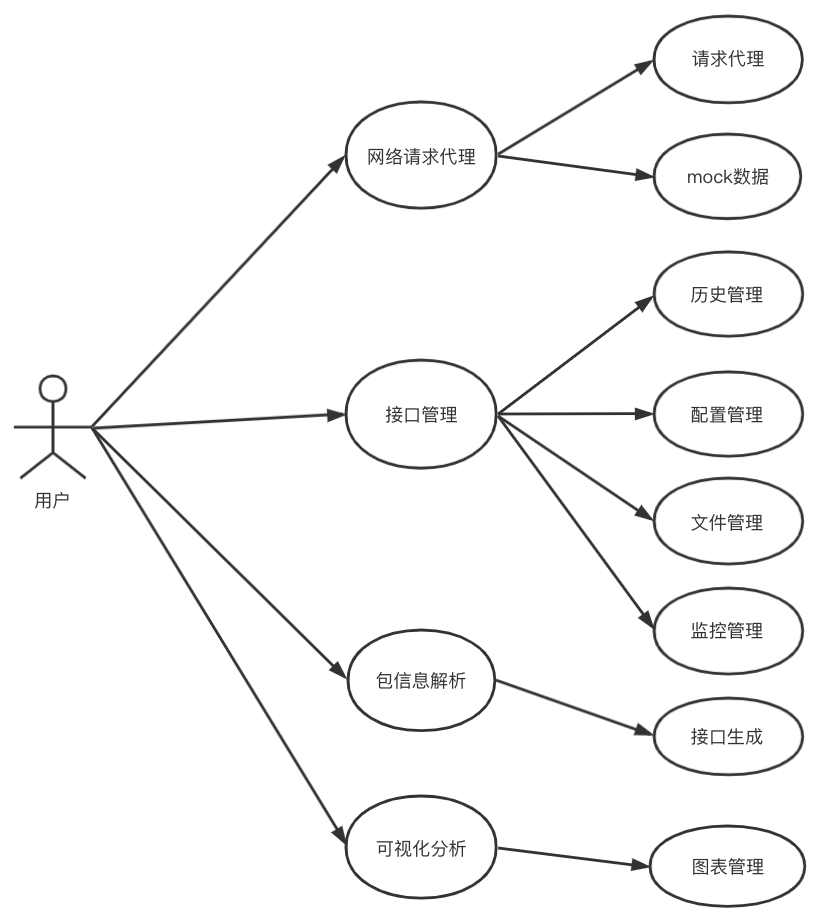 请求代理
网络请求代理
mock数据
历史管理
接口管理
配置管理
用户
文件管理
监控管理
包信息解析
接口生成
可视化分析
图表管理